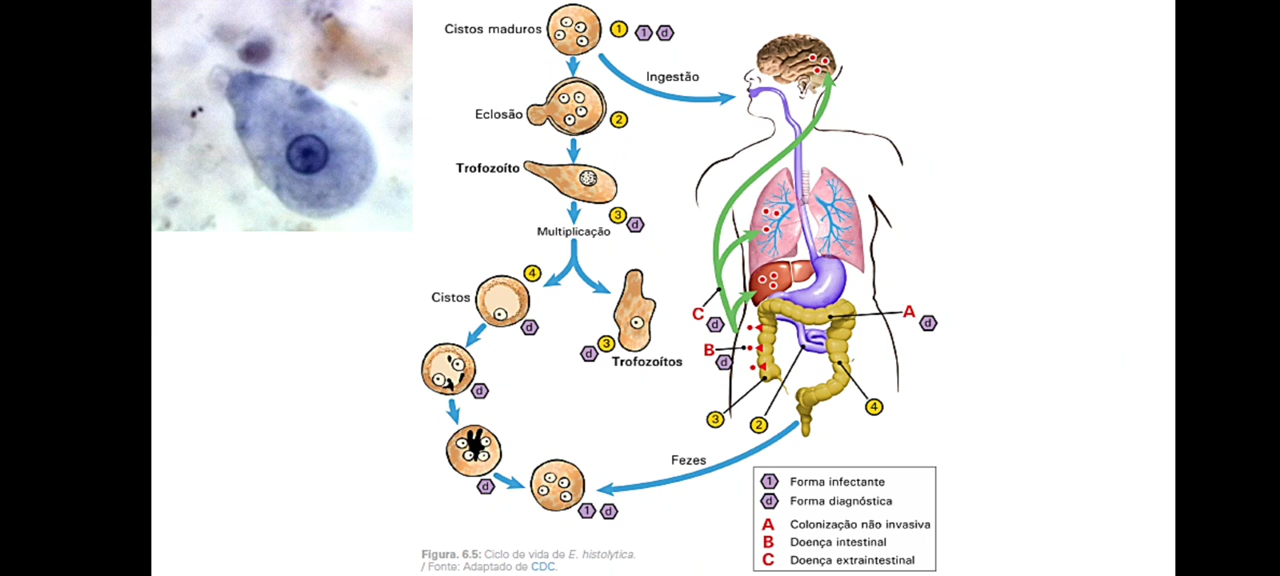 Cistos maduros
1
1
d
Ingestão
Eclosão
2
Trofozoíto
3
d
Multiplicação
4
Cistos
d
3
d
Trofozoítos
d
d
1
d
C
d
B
d
A
d
3
2
4
Fezes
1 Forma infectante
d Forma diagnóstica
A Colonização não invasiva
B Doença intestinal
C Doença extraintestinal
Figura. 6.5: Ciclo de vida de E. histolytica.
/ Fonte: Adaptado de CDC.